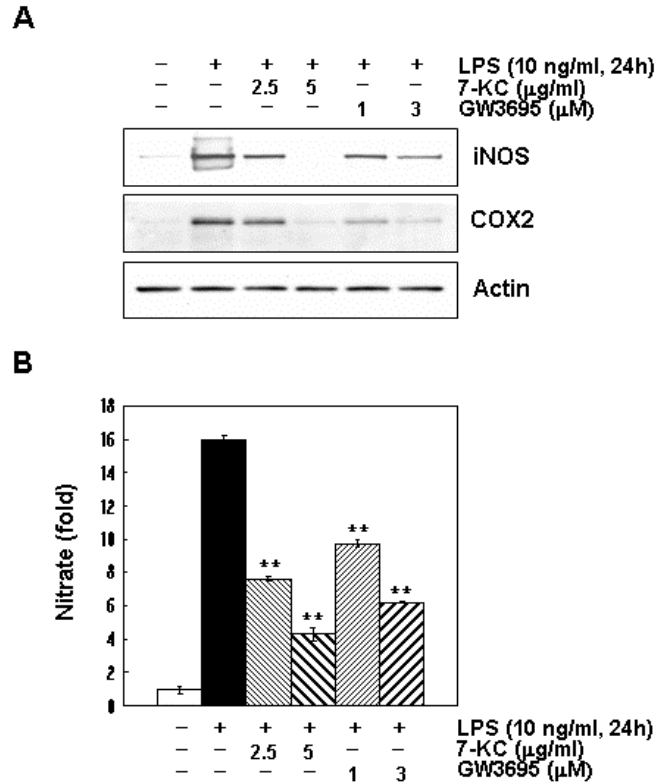 A
– + + + + + LPS (10 ng/ml, 24h)
– – 2.5 5 – – 7-KC (μg/ml)
– – – – 1 3 GW3695 (μM)
iNOS
COX2
Actin
B
Nitrate (fold)
18
16
14
12
10
8
6
4
2
0
**
**
**
**
– + + + + + LPS (10 ng/ml, 24h)
– – 2.5 5 – – 7-KC (μg/ml)
– – – – 1 3 GW3695 (μM)